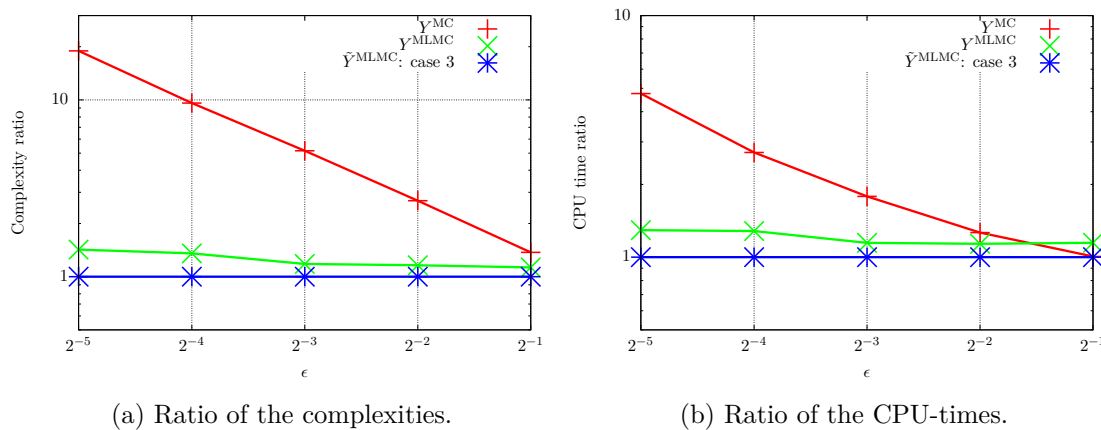 Y^MC
Y^MLMC
Ỹ^MLMC: case 3
10
1
Complexity ratio
2^-5
2^-4
2^-3
2^-2
2^-1
ϵ
(a) Ratio of the complexities.
Y^MC
Y^MLMC
Ỹ^MLMC: case 3
10
1
CPU time ratio
2^-5
2^-4
2^-3
2^-2
2^-1
ϵ
(b) Ratio of the CPU-times.